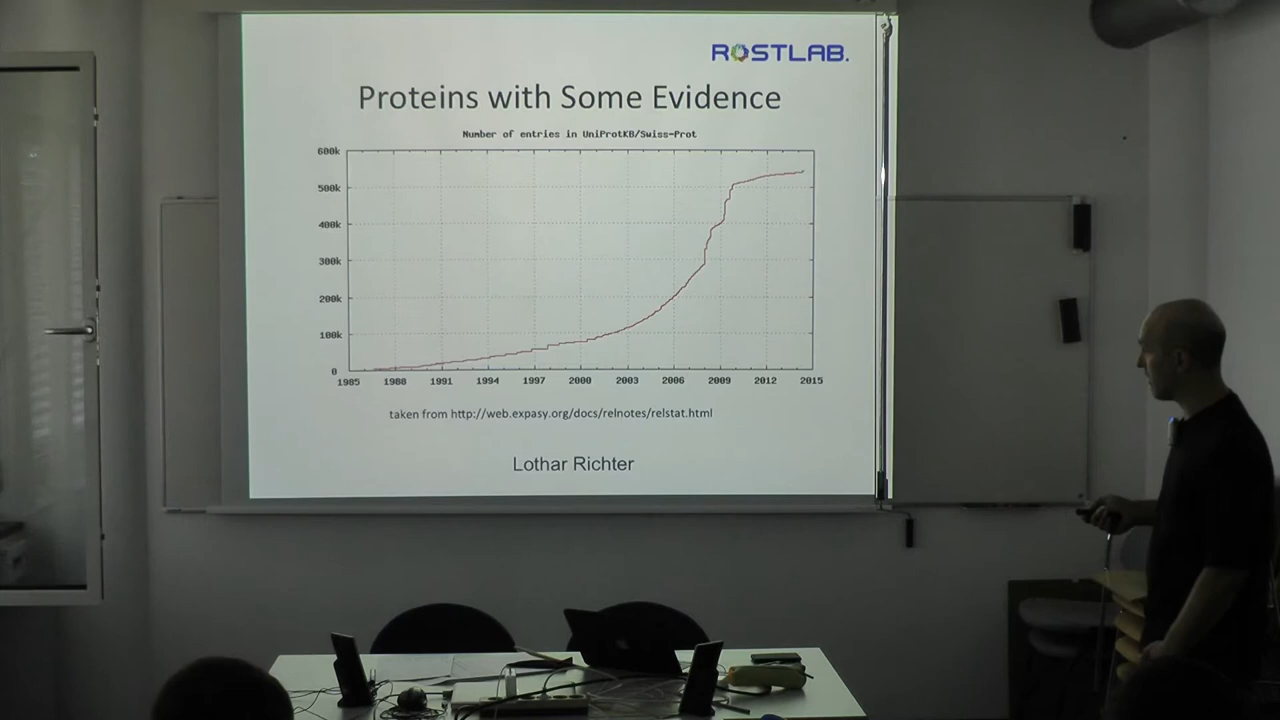 ROSTLAB.
Proteins with Some Evidence
Number of entries in UniProtKB/Swiss-Prot
600k
500k
400k
300k
200k
100k
0
1985 1988 1991 1994 1997 2000 2003 2006 2009 2012 2015
taken from http://web.expasy.org/docs/relnotes/relstat.html
Lothar Richter